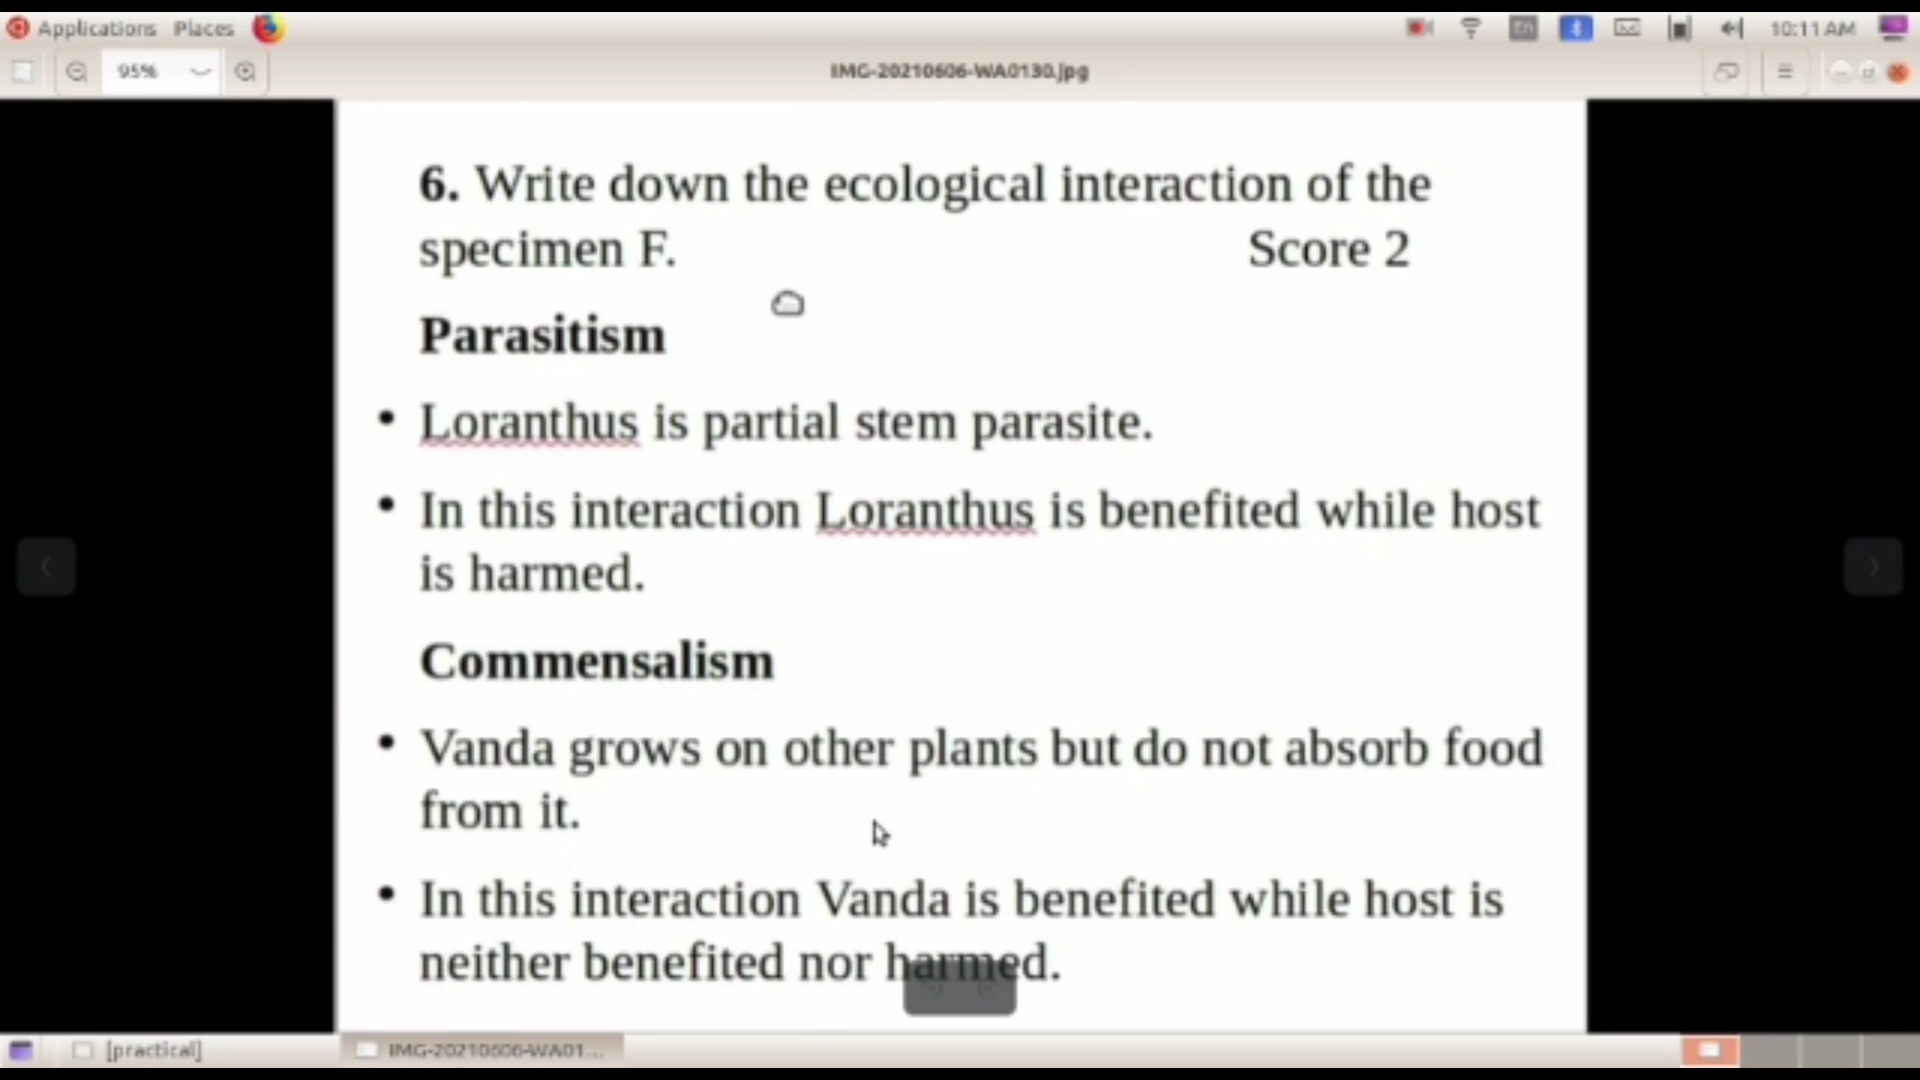 Applications Places En 10:11 AM
95% IMG-20210606-WA0130.jpg
6. Write down the ecological interaction of the
specimen F. Score 2
Parasitism
• Loranthus is partial stem parasite.
• In this interaction Loranthus is benefited while host
is harmed.
Commensalism
• Vanda grows on other plants but do not absorb food
from it.
• In this interaction Vanda is benefited while host is
neither benefited nor harmed.
[practical] IMG-20210606-WA01...